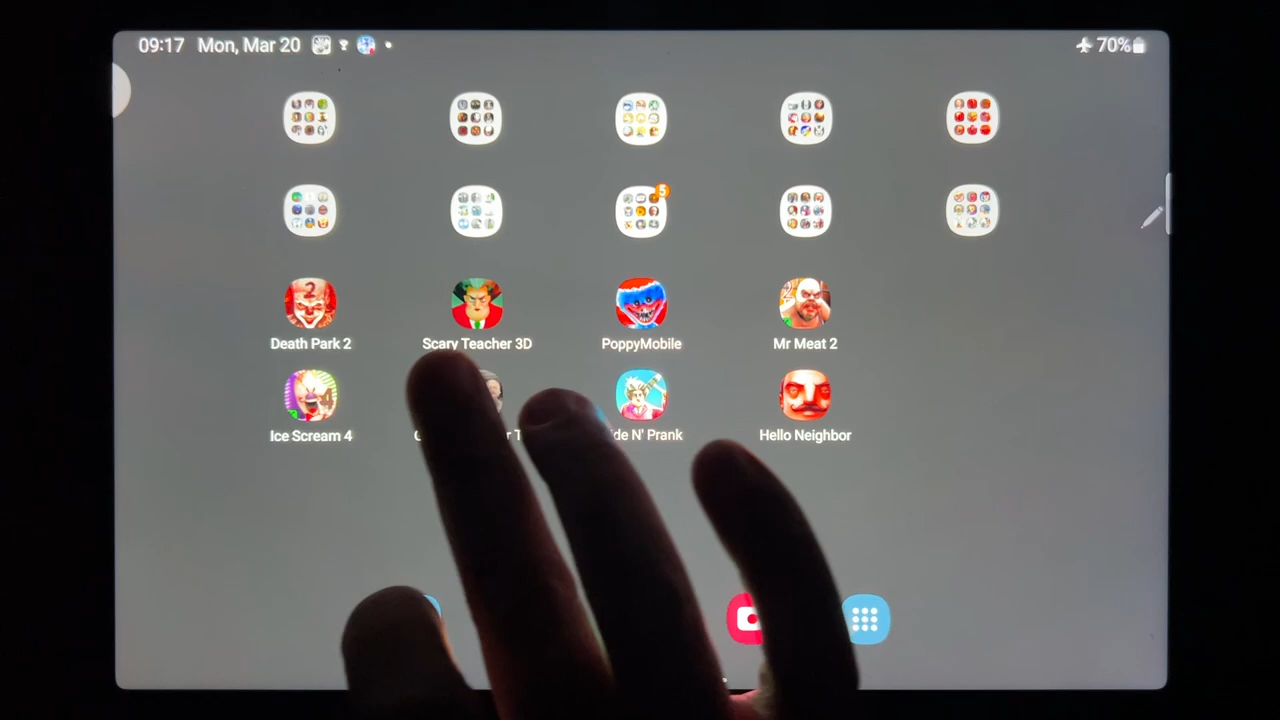 09:17 Mon, Mar 20
70%
5
Death Park 2
Scary Teacher 3D
PoppyMobile
Mr Meat 2
Ice Scream 4
de N' Prank
Hello Neighbor